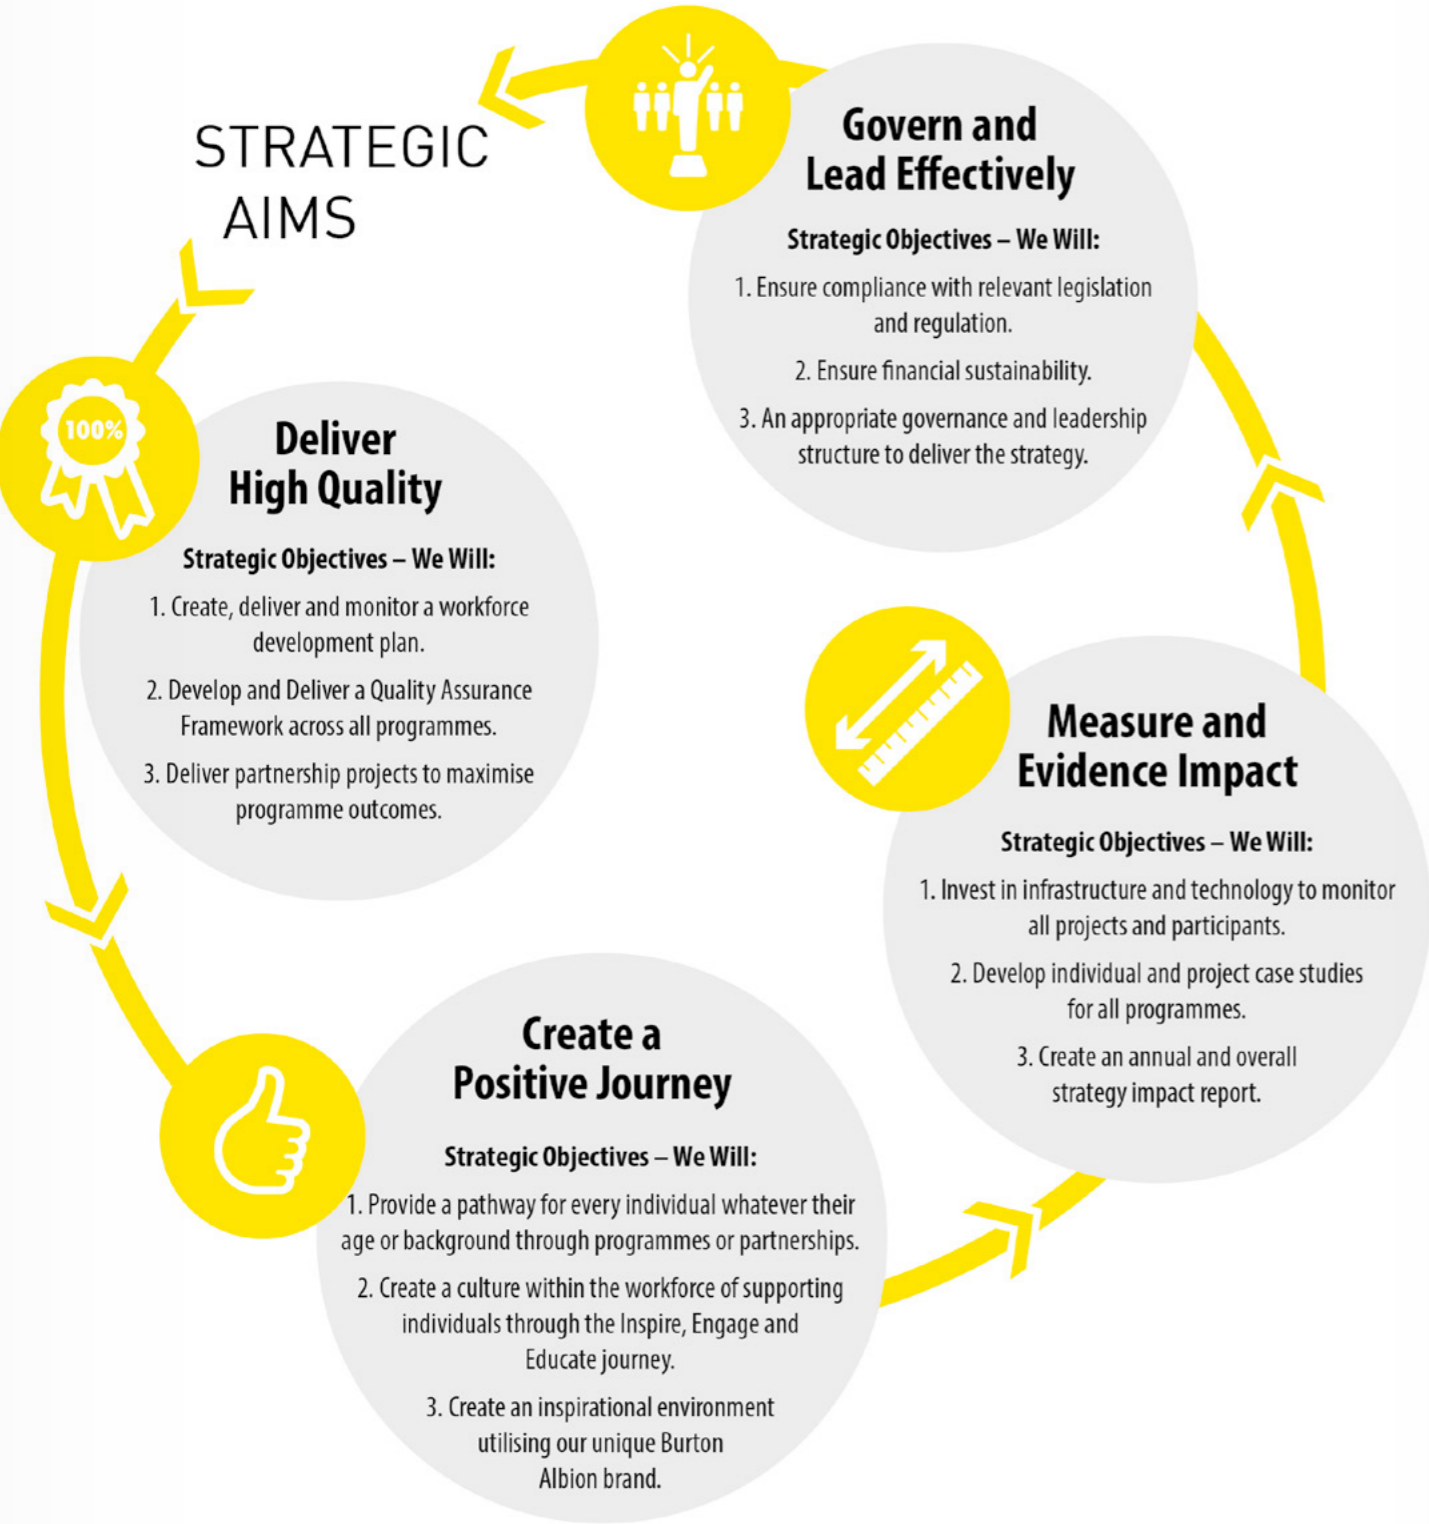 STRATEGIC
AIMS
Govern and
Lead Effectively
Strategic Objectives – We Will:
1. Ensure compliance with relevant legislation
and regulation.
2. Ensure financial sustainability.
3. An appropriate governance and leadership
structure to deliver the strategy.
100%
Deliver
High Quality
Strategic Objectives – We Will:
1. Create, deliver and monitor a workforce
development plan.
2. Develop and Deliver a Quality Assurance
Framework across all programmes.
3. Deliver partnership projects to maximise
programme outcomes.
Measure and
Evidence Impact
Strategic Objectives – We Will:
1. Invest in infrastructure and technology to monitor
all projects and participants.
2. Develop individual and project case studies
for all programmes.
3. Create an annual and overall
strategy impact report.
Create a
Positive Journey
Strategic Objectives – We Will:
1. Provide a pathway for every individual whatever their
age or background through programmes or partnerships.
2. Create a culture within the workforce of supporting
individuals through the Inspire, Engage and
Educate journey.
3. Create an inspirational environment
utilising our unique Burton
Albion brand.